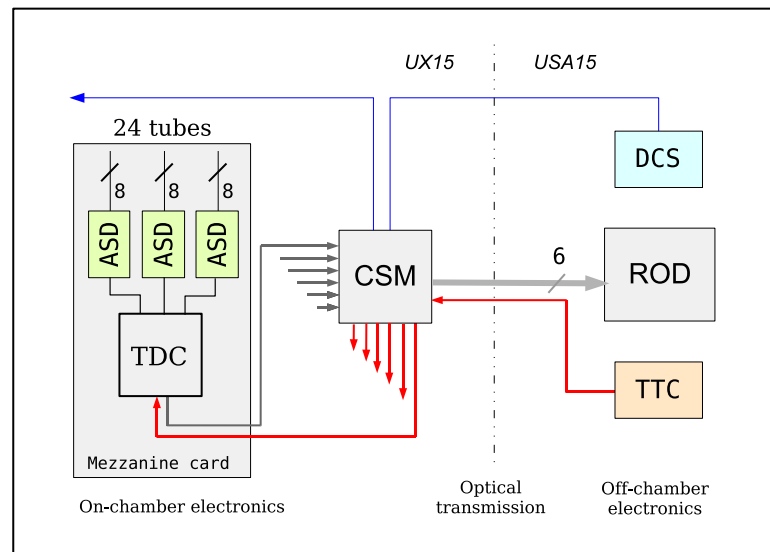 UX15
USA15
24 tubes
8
8
8
ASD
ASD
ASD
DCS
CSM
6
ROD
TDC
TTC
Mezzanine card
On-chamber electronics
Optical
transmission
Off-chamber
electronics